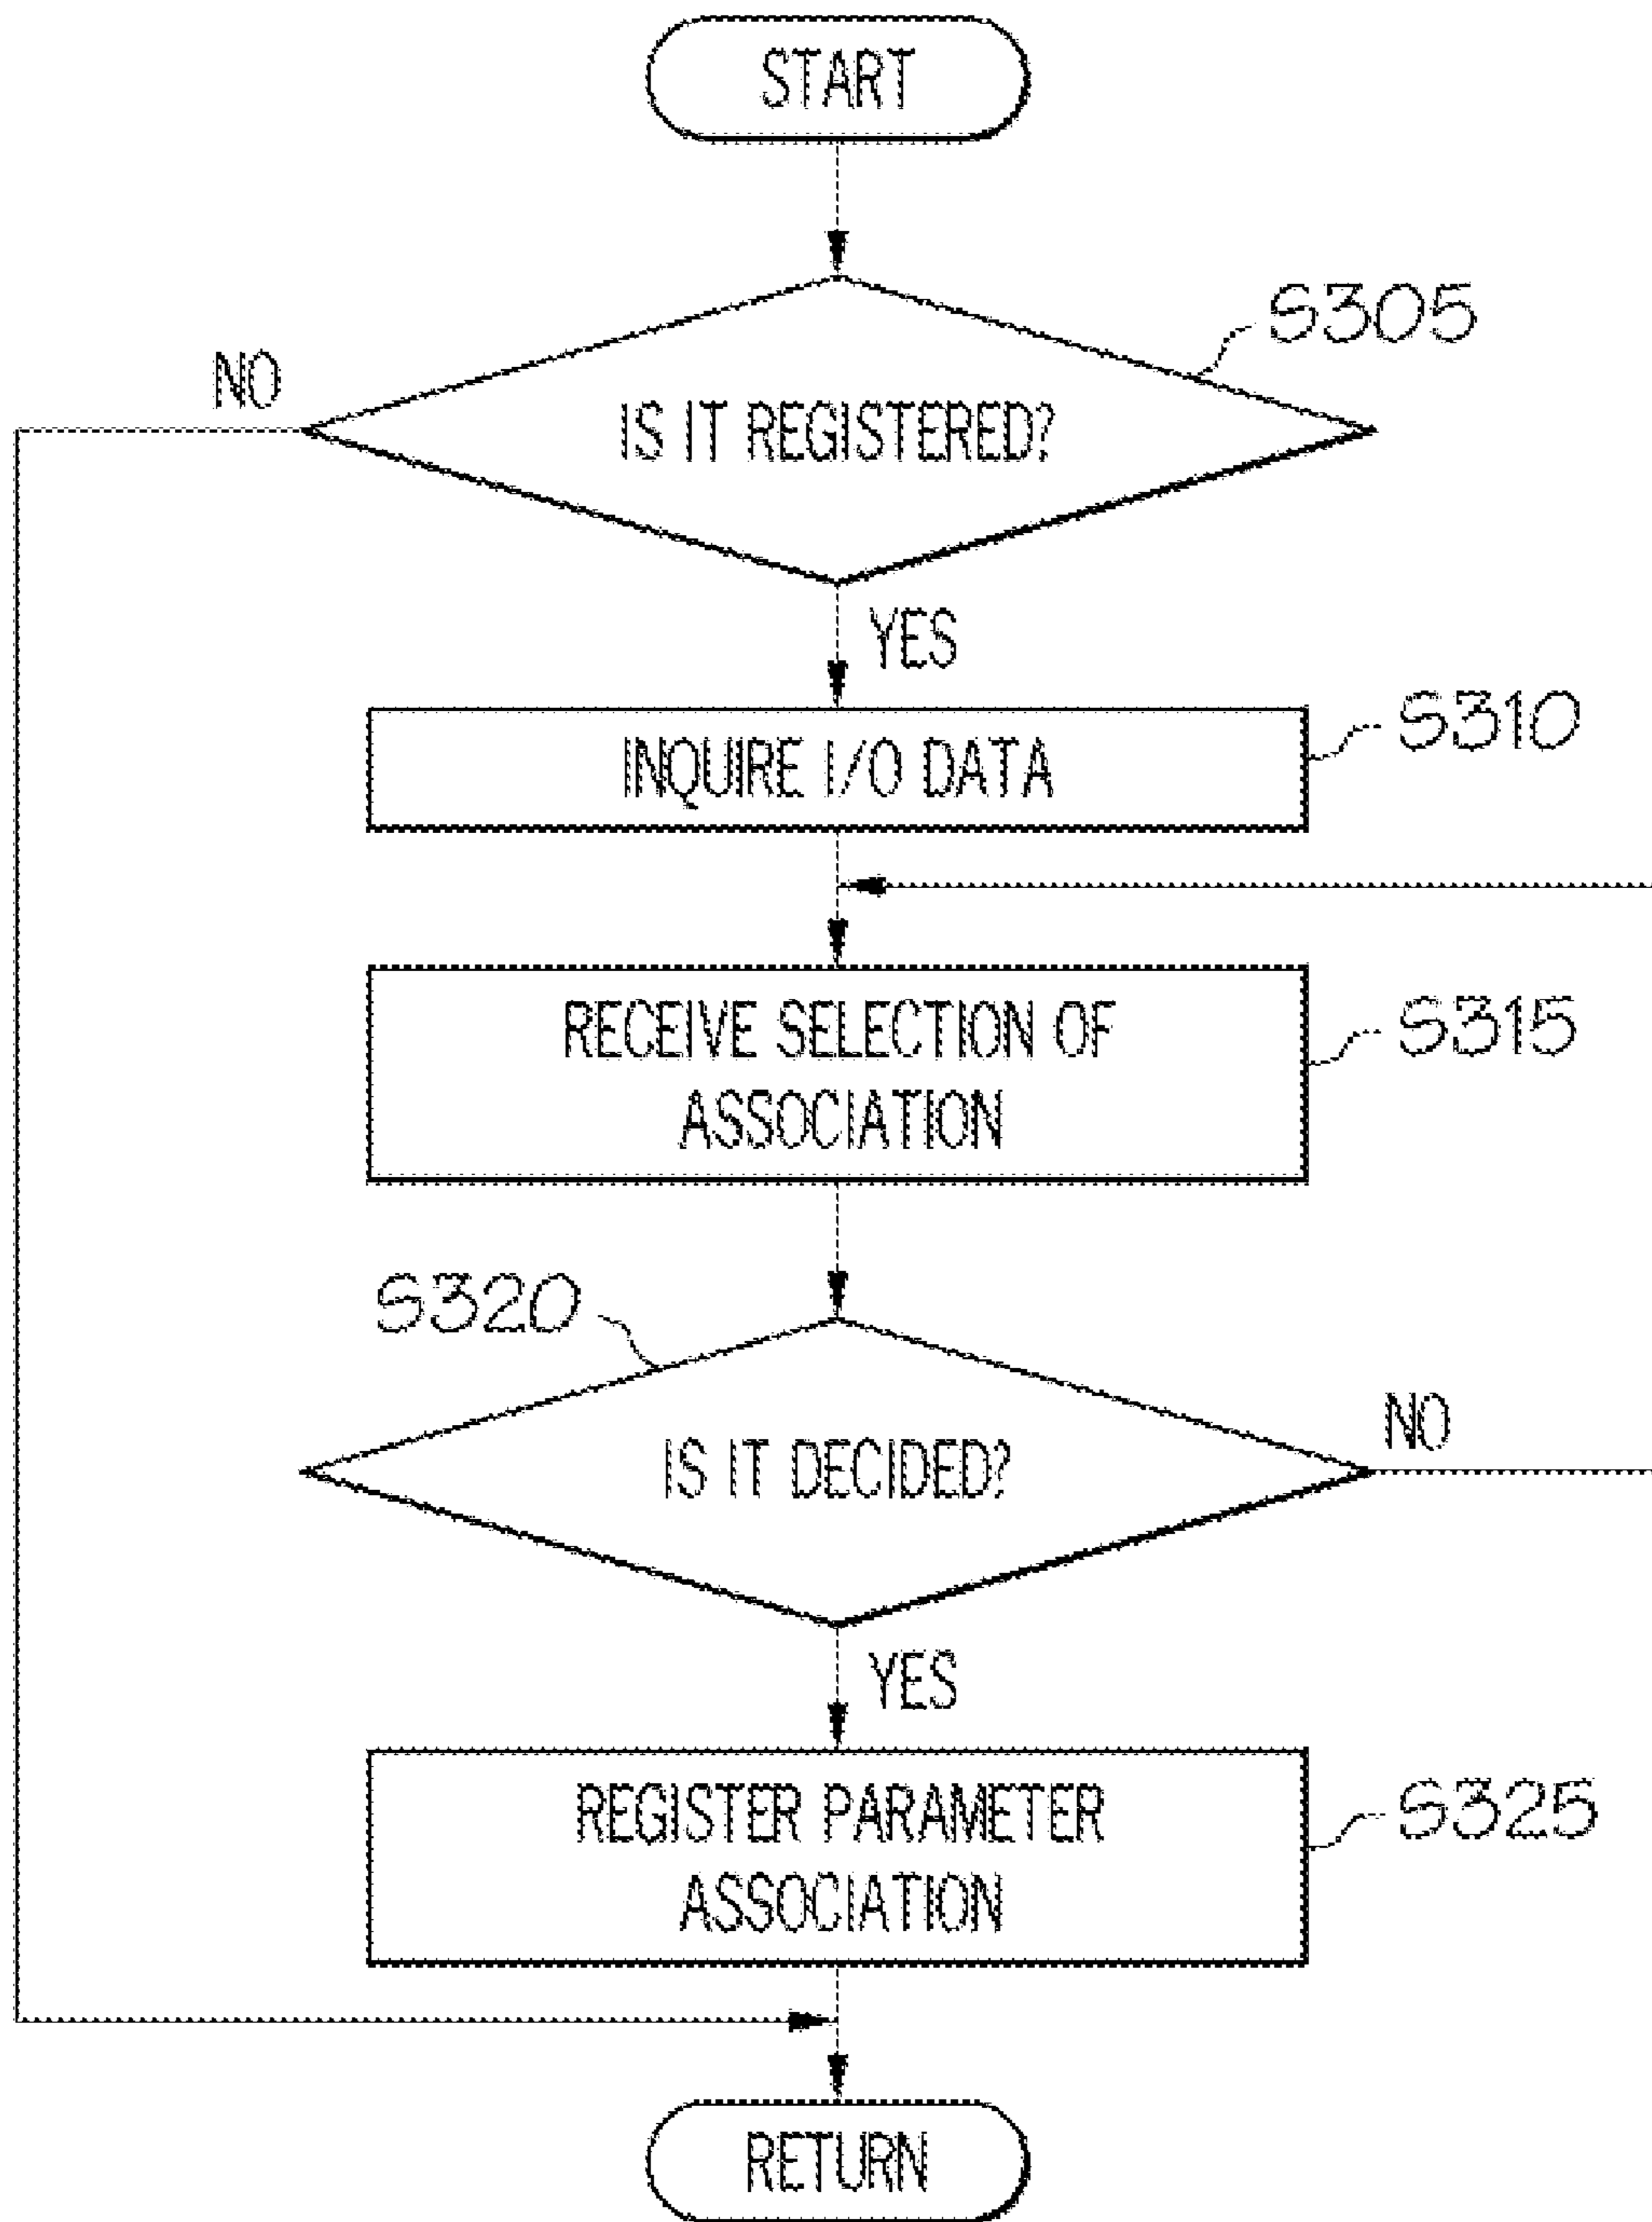 START
S305
NO
IS IT REGISTERED?
YES
INQUIRE I/O DATA
S310
RECEIVE SELECTION OF
ASSOCIATION
S315
S320
IS IT DECIDED?
NO
YES
REGISTER PARAMETER
ASSOCIATION
S325
RETURN